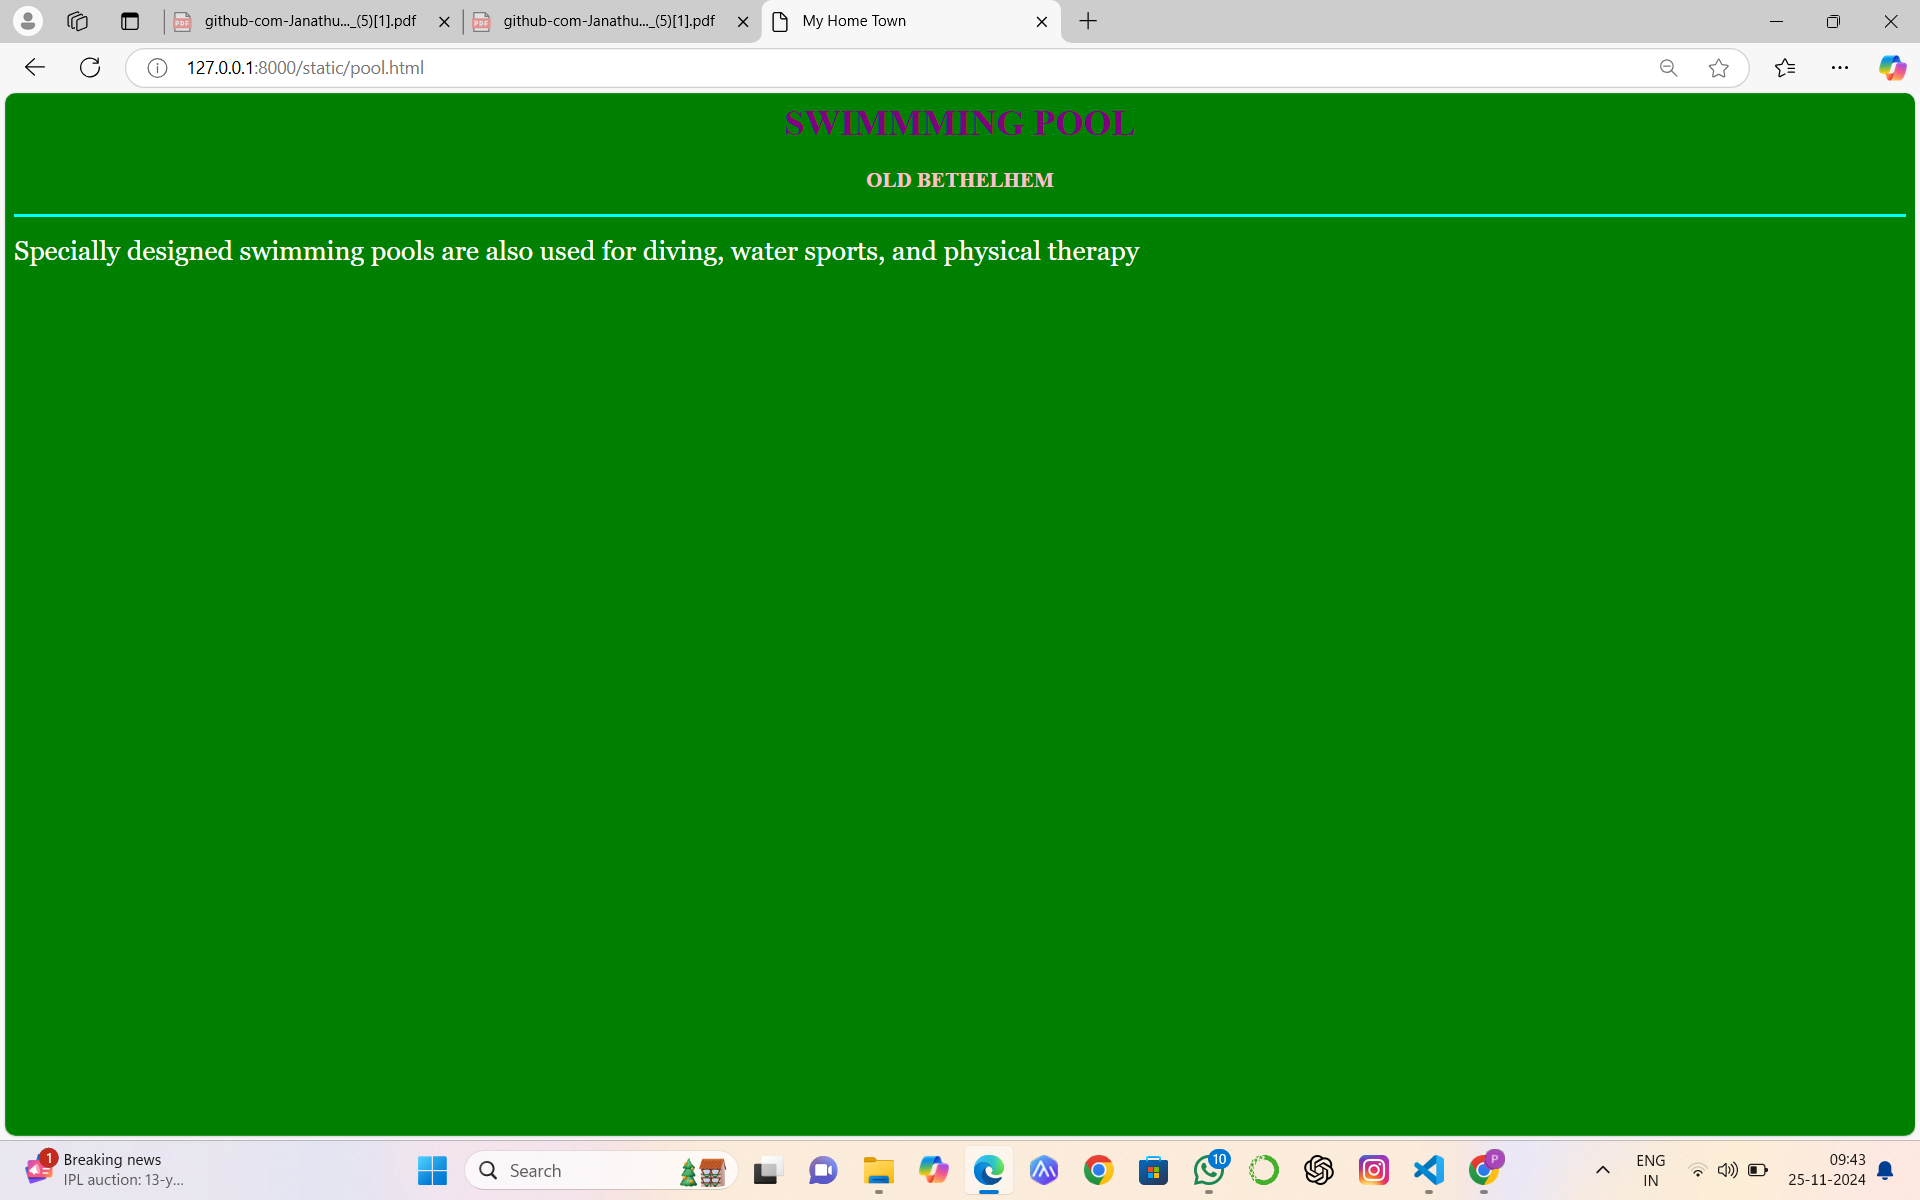 github-com-Janathu..._(5)[1].pdf
github-com-Janathu..._(5)[1].pdf
My Home Town
127.0.0.1:8000/static/pool.html
SWIMMMING POOL
OLD BETHELHEM
Specially designed swimming pools are also used for diving, water sports, and physical therapy
1
Breaking news
IPL auction: 13-y...
Search
10
P
ENG
IN
09:43
25-11-2024